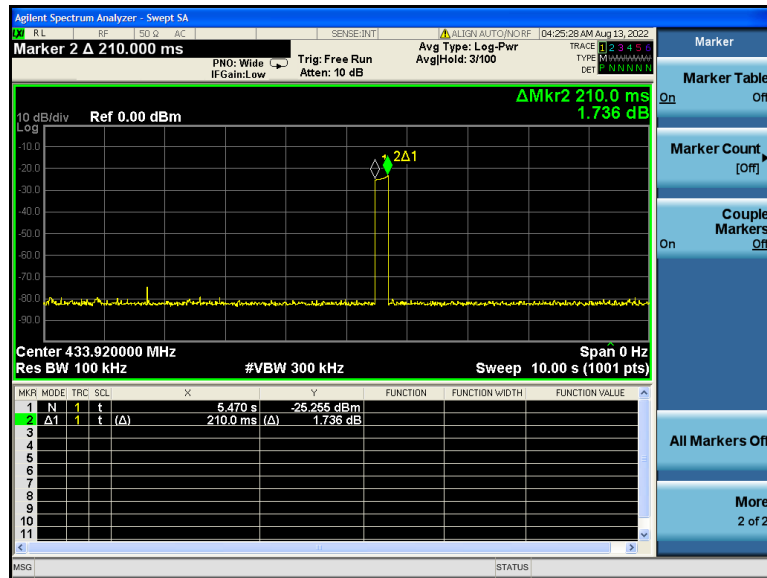 Agilent Spectrum Analyzer - Swept SA
LXI RL RF 50 Ω AC SENSE:INT ALIGN AUTO/NO RF 04:25:28 AM Aug 13, 2022
Marker 2 Δ 210.000 ms
PNO: Wide
IFGain:Low
Trig: Free Run
Atten: 10 dB
Avg Type: Log-Pwr
Avg|Hold: 3/100
TRACE 1 2 3 4 5 6
TYPE M WWWWW
DET P N N N N N
ΔMkr2 210.0 ms
1.736 dB
10 dB/div Ref 0.00 dBm
Log
-10.0
-20.0
-30.0
-40.0
-50.0
-60.0
-70.0
-80.0
-90.0
1 2Δ1
Center 433.920000 MHz Span 0 Hz
Res BW 100 kHz #VBW 300 kHz Sweep 10.00 s (1001 pts)
MKR MODE TRC SCL X Y FUNCTION FUNCTION WIDTH FUNCTION VALUE
1 N 1 t 5.470 s -25.255 dBm
2 Δ1 1 t (Δ) 210.0 ms (Δ) 1.736 dB
3
4
5
6
7
8
9
10
11
MSG STATUS
Marker
Marker Table
On Off
Marker Count
[Off]
Couple
Markers
On Off
All Markers Off
More
2 of 2